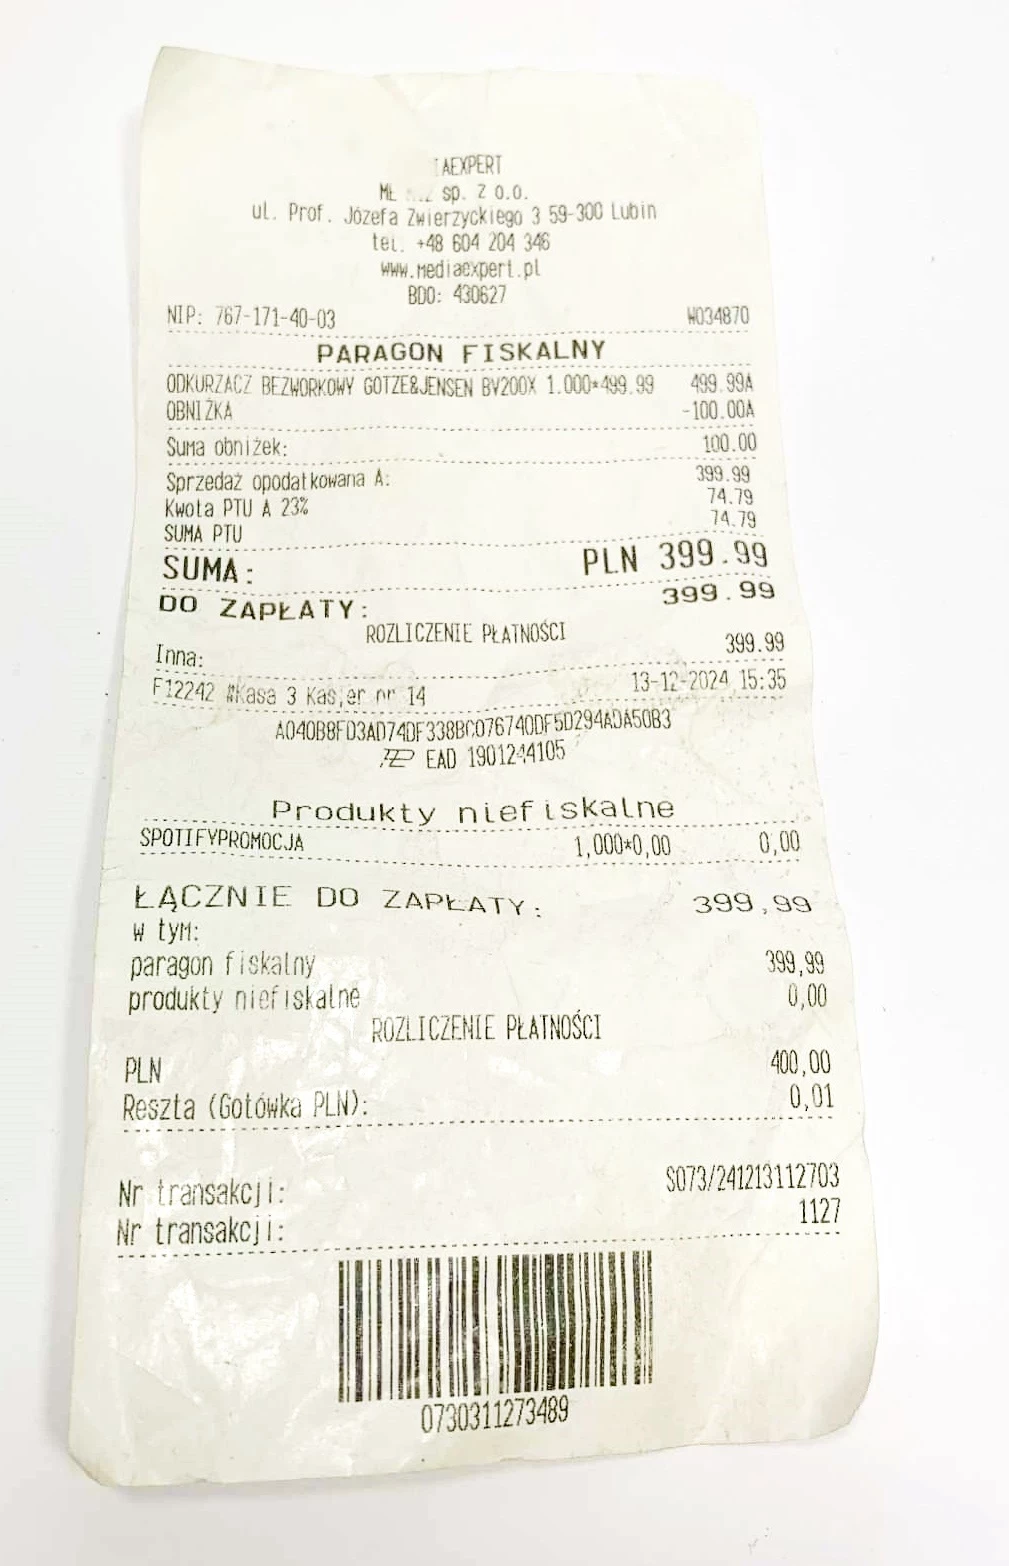 AEXPERT
sp. z o.o.
ul. Prof. Józefa Zwierzyckiego 3 59-300 Lubin
tel. +48 604 204 346
www.mediaexpert.pl
BDO: 430627
NIP: 767-171-40-03 W034870
PARAGON FISKALNY
ODKURZACZ BEZWORKOWY GOTZE&JENSEN BV200X 1.000*499.99 499.99A
OBNIŻKA -100.00A
Suma obniżek: 100.00
Sprzedaż opodatkowana A: 399.99
Kwota PTU A 23% 74.79
SUMA PTU 74.79
SUMA: PLN 399.99
DO ZAPŁATY: 399.99
ROZLICZENIE PŁATNOŚCI
Inna: 399.99
F12242 #Kasa 3 Kasjer nr 14 13-12-2024 15:35
A040B8FD3AD74DF338BC076740DF5D294ADA50B3
EAD 1901244105
Produkty niefiskalne
SPOTIFYPROMOCJA 1,000*0,00 0,00
ŁĄCZNIE DO ZAPŁATY: 399,99
w tym:
paragon fiskalny 399,99
produkty niefiskalne 0,00
ROZLICZENIE PŁATNOŚCI
PLN 400,00
Reszta (Gotówka PLN): 0,01
Nr transakcji: S073/241213112703
Nr transakcji: 1127
0730311273489